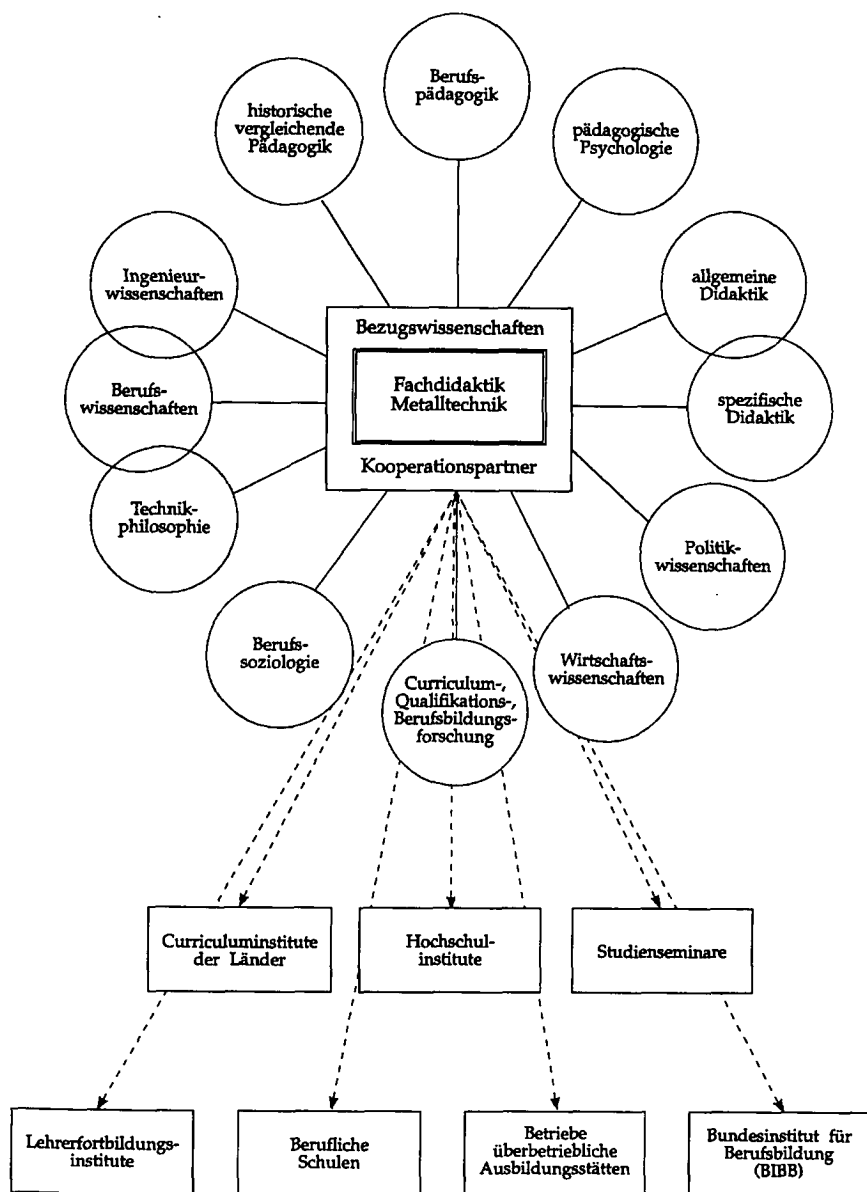 Berufs-
pädagogik
historische
vergleichende
Pädagogik
pädagogische
Psychologie
Ingenieur-
wissenschaften
allgemeine
Didaktik
Bezugswissenschaften
Fachdidaktik
Metalltechnik
Kooperationspartner
Berufs-
wissenschaften
spezifische
Didaktik
Technik-
philosophie
Politik-
wissenschaften
Berufs-
soziologie
Wirtschafts-
wissenschaften
Curriculum-,
Qualifikations-,
Berufsbildungs-
forschung
Curriculuminstitute
der Länder
Hochschul-
institute
Studienseminare
Lehrerfortbildungs-
institute
Berufliche
Schulen
Betriebe
überbetriebliche
Ausbildungsstätten
Bundesinstitut für
Berufsbildung
(BIBB)